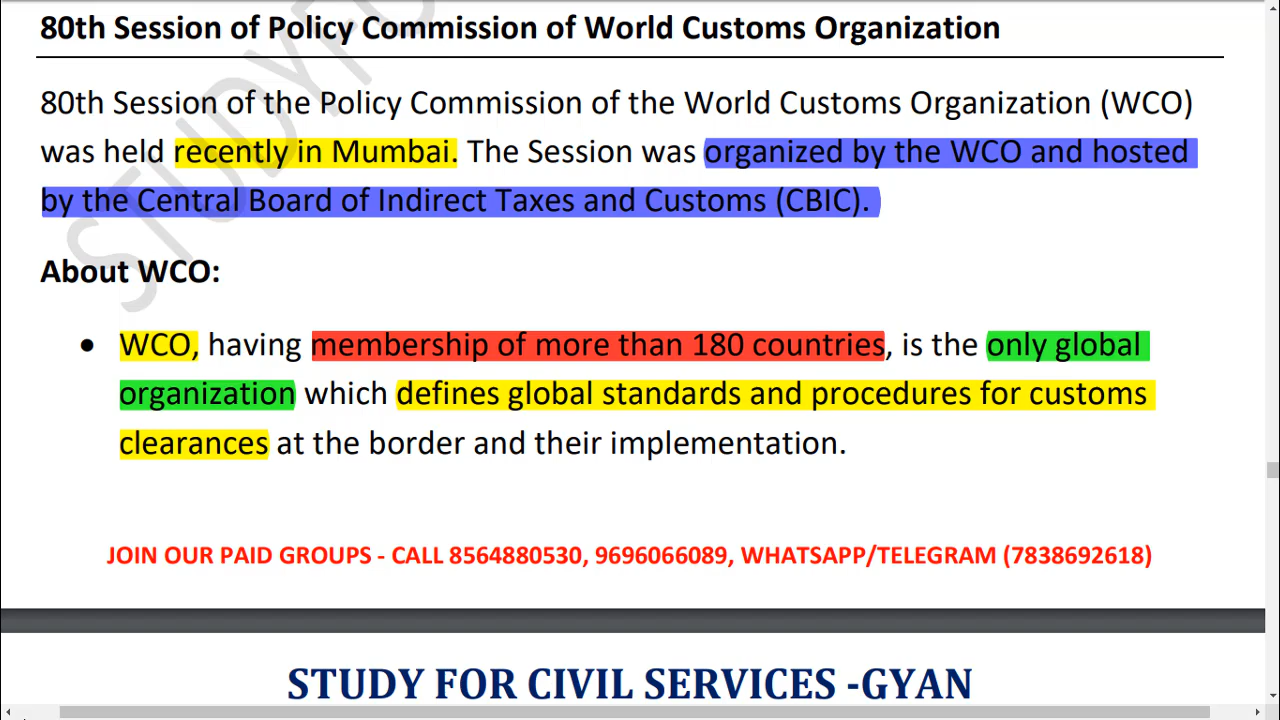 80th Session of Policy Commission of World Customs Organization
80th Session of the Policy Commission of the World Customs Organization (WCO)
was held recently in Mumbai. The Session was organized by the WCO and hosted
by the Central Board of Indirect Taxes and Customs (CBIC).
About WCO:
• WCO, having membership of more than 180 countries, is the only global
organization which defines global standards and procedures for customs
clearances at the border and their implementation.
JOIN OUR PAID GROUPS - CALL 8564880530, 9696066089, WHATSAPP/TELEGRAM (7838692618)
STUDY FOR CIVIL SERVICES -GYAN
STUDYFO